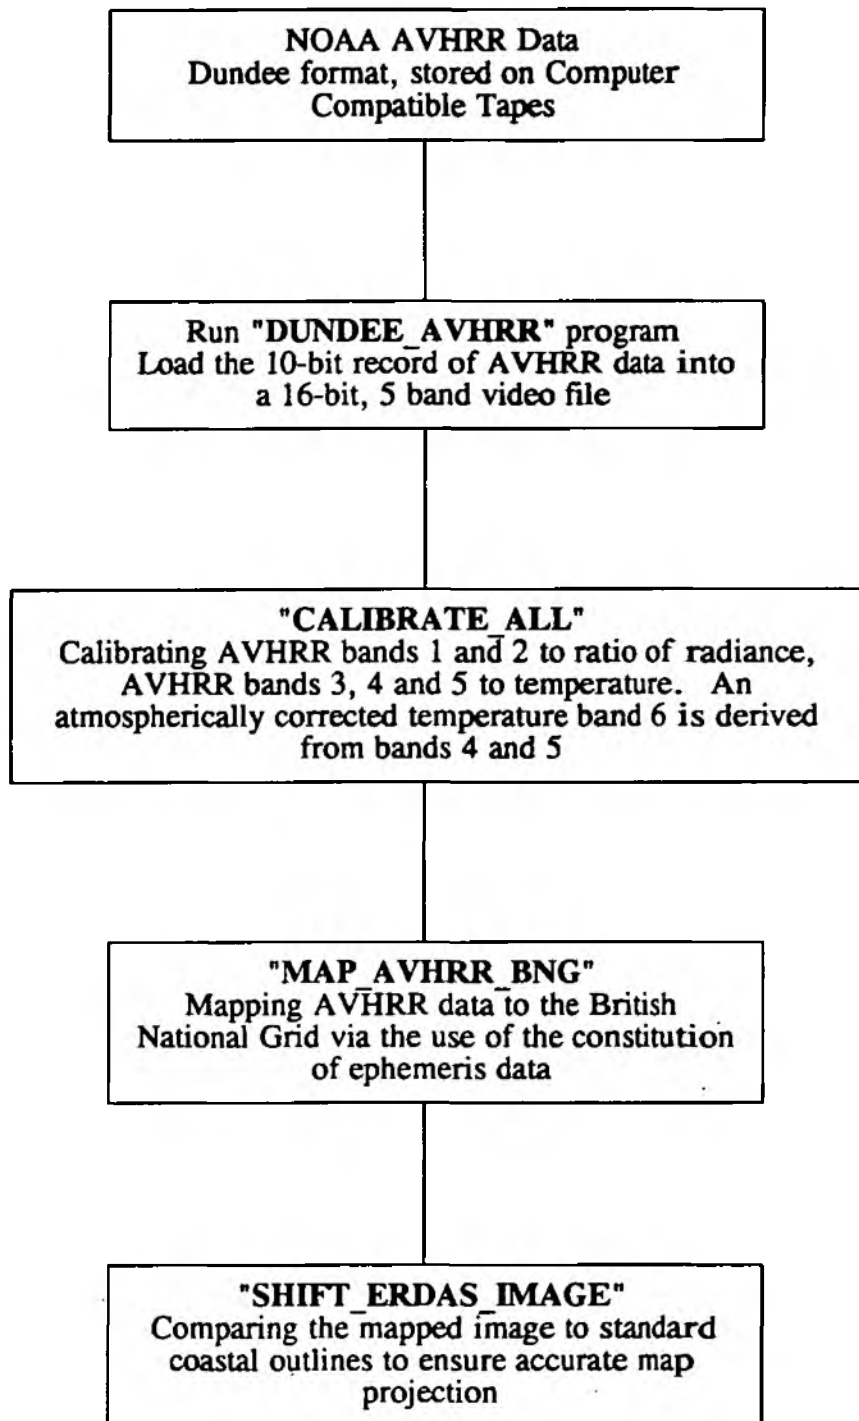 NOAA AVHRR Data
Dundee format, stored on Computer
Compatible Tapes
Run "DUNDEE_AVHRR" program
Load the 10-bit record of AVHRR data into
a 16-bit, 5 band video file
"CALIBRATE_ALL"
Calibrating AVHRR bands 1 and 2 to ratio of radiance,
AVHRR bands 3, 4 and 5 to temperature. An
atmospherically corrected temperature band 6 is derived
from bands 4 and 5
"MAP_AVHRR_BNG"
Mapping AVHRR data to the British
National Grid via the use of the constitution
of ephemeris data
"SHIFT_ERDAS_IMAGE"
Comparing the mapped image to standard
coastal outlines to ensure accurate map
projection